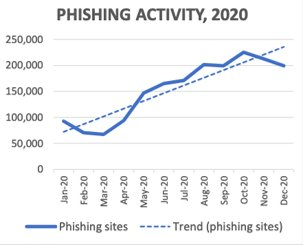 PHISHING ACTIVITY, 2020
250,000
200,000
150,000
100,000
50,000
0
Jan-20 Feb-20 Mar-20 Apr-20 May-20 Jun-20 Jul-20 Aug-20 Sep-20 Oct-20 Nov-20 Dec-20
Phishing sites Trend (phishing sites)